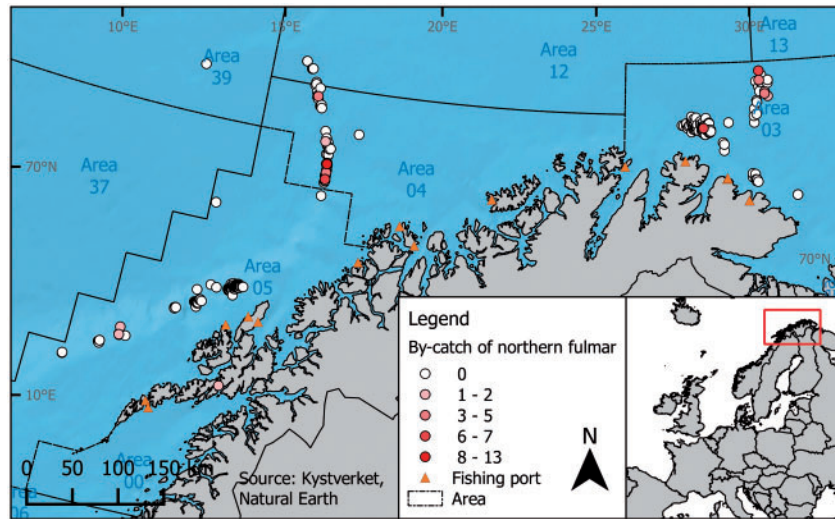 10°E
15°E
20°E
25°E
30°E
Area
39
Area
12
Area
13
Area
03
70°N
Area
37
Area
04
Area
05
70°N
10°E
Area
00
0 50 100 150 km
06
Source: Kystverket,
Natural Earth
Legend
By-catch of northern fulmar
0
1 - 2
3 - 5
6 - 7
8 - 13
Fishing port
Area
N